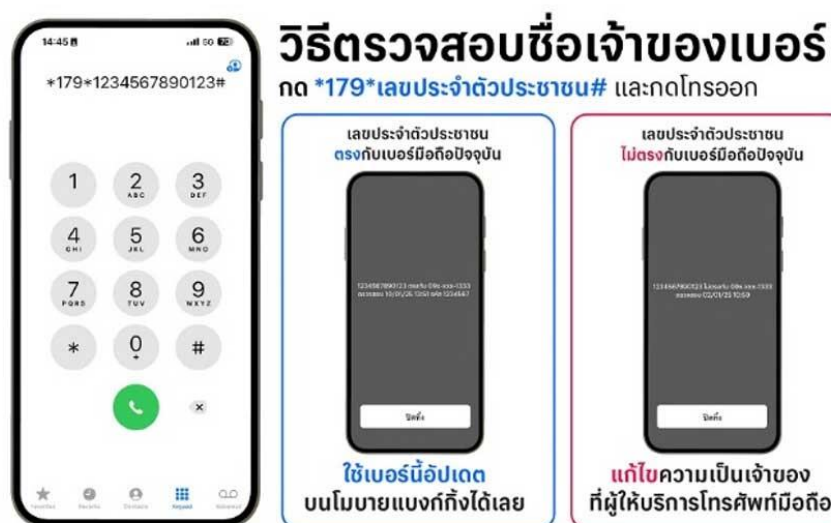 14:45
5G
*179*1234567890123#
1
2
ABC
3
DEF
4
GHI
5
JKL
6
MNO
7
PQRS
8
TUV
9
WXYZ
*
0
+
#
วิธีตรวจสอบชื่อเจ้าของเบอร์
กด *179*เลขประจำตัวประชาชน# และกดโทรออก
เลขประจำตัวประชาชน
ตรงกับเบอร์มือถือปัจจุบัน
ปิดทิ้ง
ใช้เบอร์นี้อัปเดต
บนโมบายแบงก์กิ้งได้เลย
เลขประจำตัวประชาชน
ไม่ตรงกับเบอร์มือถือปัจจุบัน
ปิดทิ้ง
แก้ไขความเป็นเจ้าของ
ที่ผู้ให้บริการโทรศัพท์มือถือ